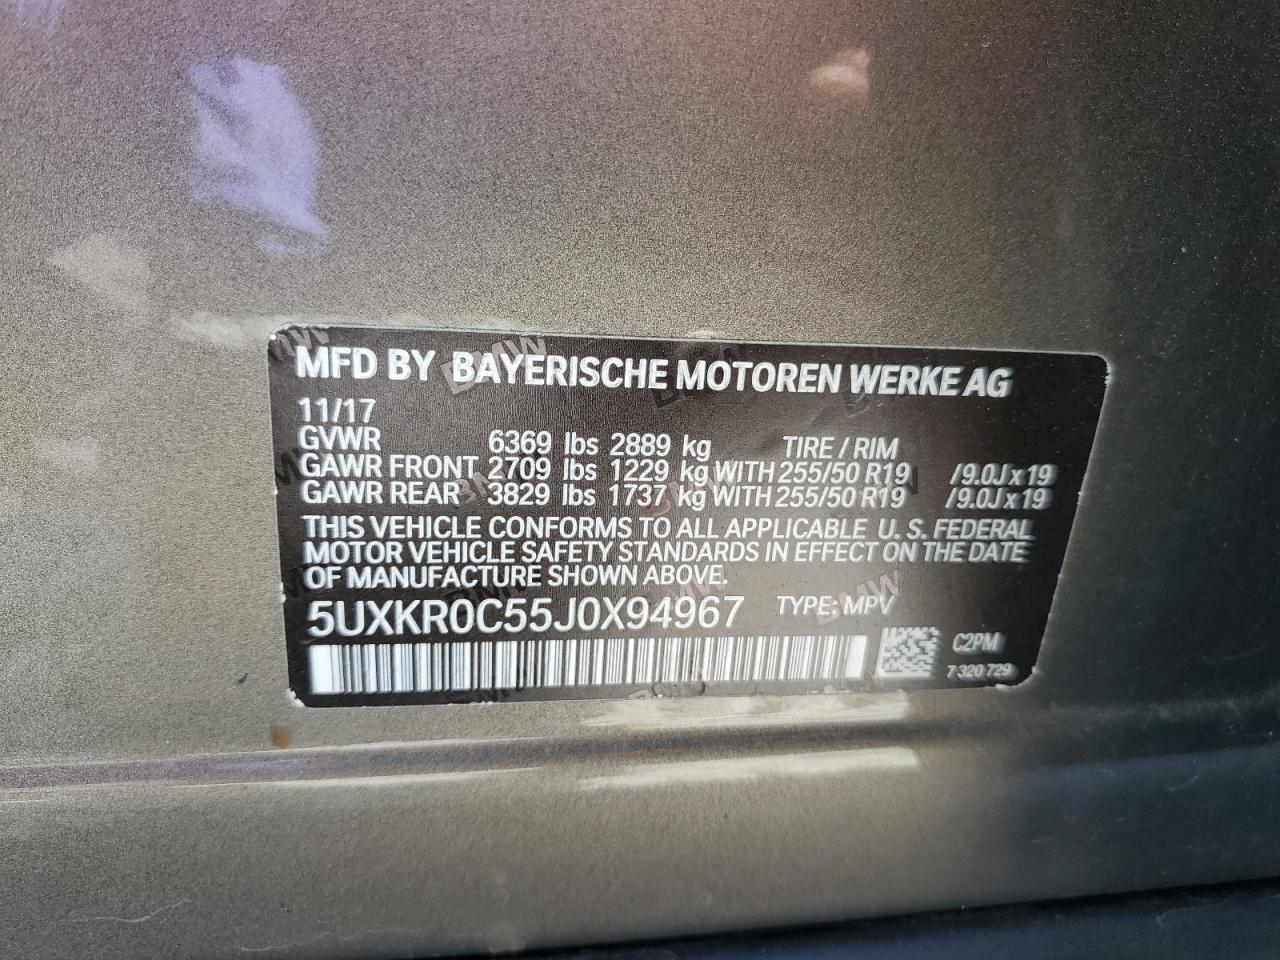 MFD BY BAYERISCHE MOTOREN WERKE AG
11/17
GVWR 6369 lbs 2889 kg TIRE / RIM
GAWR FRONT 2709 lbs 1229 kg WITH 255/50 R19 /9.0J x 19
GAWR REAR 3829 lbs 1737 kg WITH 255/50 R19 /9.0J x 19
THIS VEHICLE CONFORMS TO ALL APPLICABLE U. S. FEDERAL
MOTOR VEHICLE SAFETY STANDARDS IN EFFECT ON THE DATE
OF MANUFACTURE SHOWN ABOVE.
5UXKR0C55J0X94967 TYPE: MPV
C2PM
7 320 729